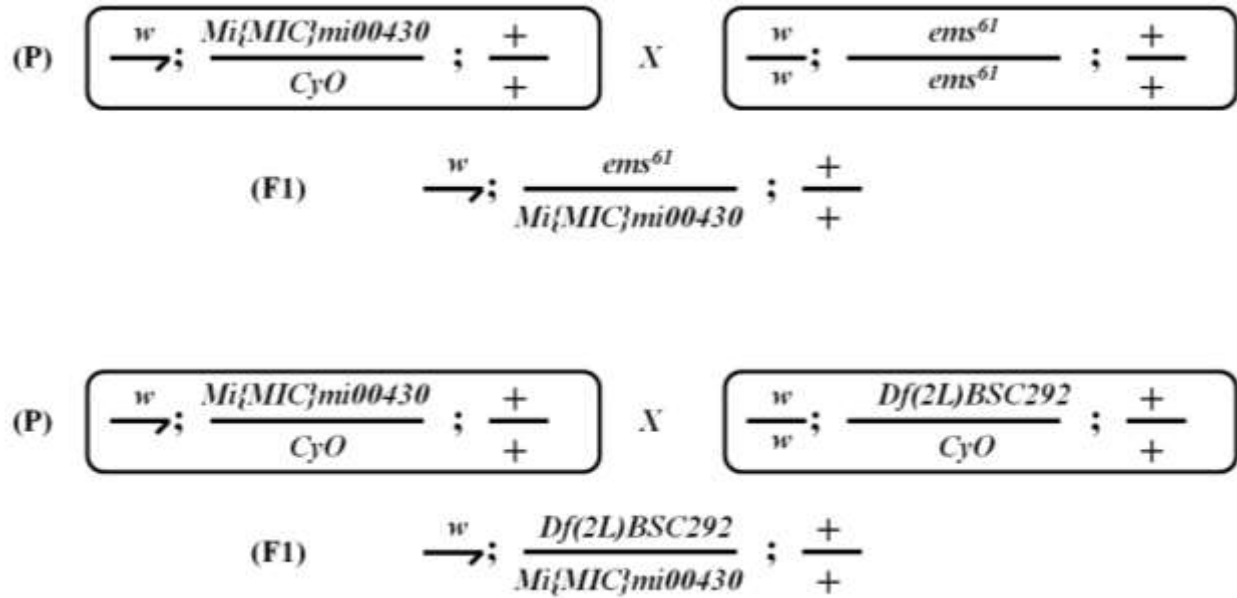 w Mi{MIC}mi00430 + w ems⁶¹ +
(P) ; ; X ; ;
CyO + w ems⁶¹ +
w ems⁶¹ +
(F1) ; ;
Mi{MIC}mi00430 +
w Mi{MIC}mi00430 + w Df(2L)BSC292 +
(P) ; ; X ; ;
CyO + w CyO +
w Df(2L)BSC292 +
(F1) ; ;
Mi{MIC}mi00430 +